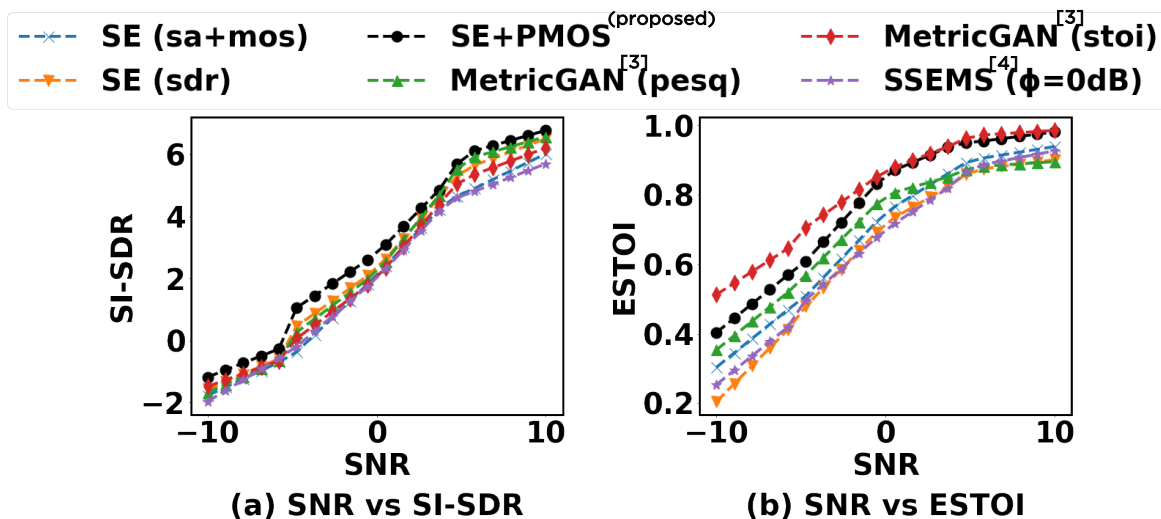 SE (sa+mos)
SE+PMOS(proposed)
MetricGAN[3](stoi)
SE (sdr)
MetricGAN[3](pesq)
SSEMS[4](ϕ=0dB)
6
4
2
0
−2
SI-SDR
−10 0 10
SNR
(a) SNR vs SI-SDR
1.0
0.8
0.6
0.4
0.2
ESTOI
−10 0 10
SNR
(b) SNR vs ESTOI